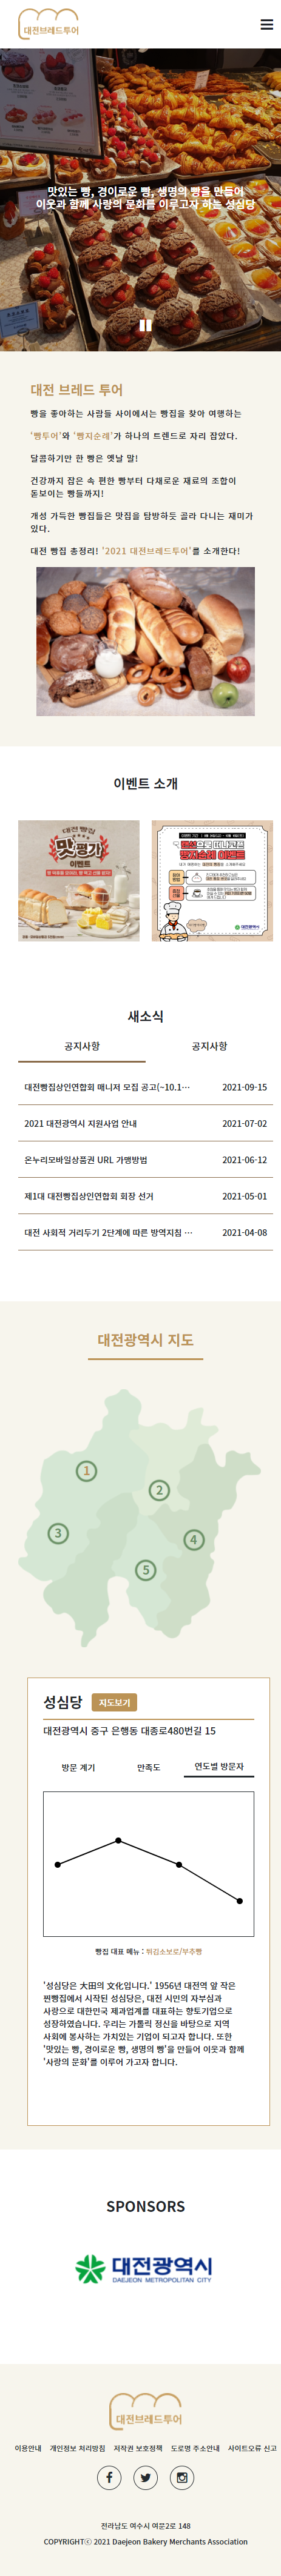 대전브레드투어
맛있는 빵, 경이로운 빵, 생명의 빵을 만들어
이웃과 함께 사랑의 문화를 이루고자 하는 성심당
대전 브레드 투어
빵을 좋아하는 사람들 사이에서는 빵집을 찾아 여행하는
'빵투어'와 '빵지순례'가 하나의 트렌드로 자리 잡았다.
달콤하기만 한 빵은 옛날 말!
건강까지 잡은 속 편한 빵부터 다채로운 재료의 조합이
돋보이는 빵들까지!
개성 가득한 빵집들은 맛집을 탐방하듯 골라 다니는 재미가
있다.
대전 빵집 총정리! '2021 대전브레드투어'를 소개한다!
이벤트 소개
대전 빵집
맛평가
이벤트
빵지순례 이벤트
대전광역시
새소식
공지사항 공지사항
대전빵집상인연합회 매니저 모집 공고(~10.1… 2021-09-15
2021 대전광역시 지원사업 안내 2021-07-02
온누리모바일상품권 URL 가맹방법 2021-06-12
제1대 대전빵집상인연합회 회장 선거 2021-05-01
대전 사회적 거리두기 2단계에 따른 방역지침 … 2021-04-08
대전광역시 지도
1
2
3
4
5
성심당 지도보기
대전광역시 중구 은행동 대종로480번길 15
방문 계기 만족도 연도별 방문자
빵집 대표 메뉴 : 튀김소보로/부추빵
'성심당은 大田의 文化입니다.' 1956년 대전역 앞 작은
찐빵집에서 시작된 성심당은, 대전 시민의 자부심과
사랑으로 대한민국 제과업계를 대표하는 향토기업으로
성장하였습니다. 우리는 가톨릭 정신을 바탕으로 지역
사회에 봉사하는 가치있는 기업이 되고자 합니다. 또한
'맛있는 빵, 경이로운 빵, 생명의 빵'을 만들어 이웃과 함께
'사랑의 문화'를 이루어 가고자 합니다.
SPONSORS
대전광역시
DAEJEON METROPOLITAN CITY
대전브레드투어
이용안내 개인정보 처리방침 저작권 보호정책 도로명 주소안내 사이트오류 신고
전라남도 여수시 여문2로 148
COPYRIGHTⓒ 2021 Daejeon Bakery Merchants Association